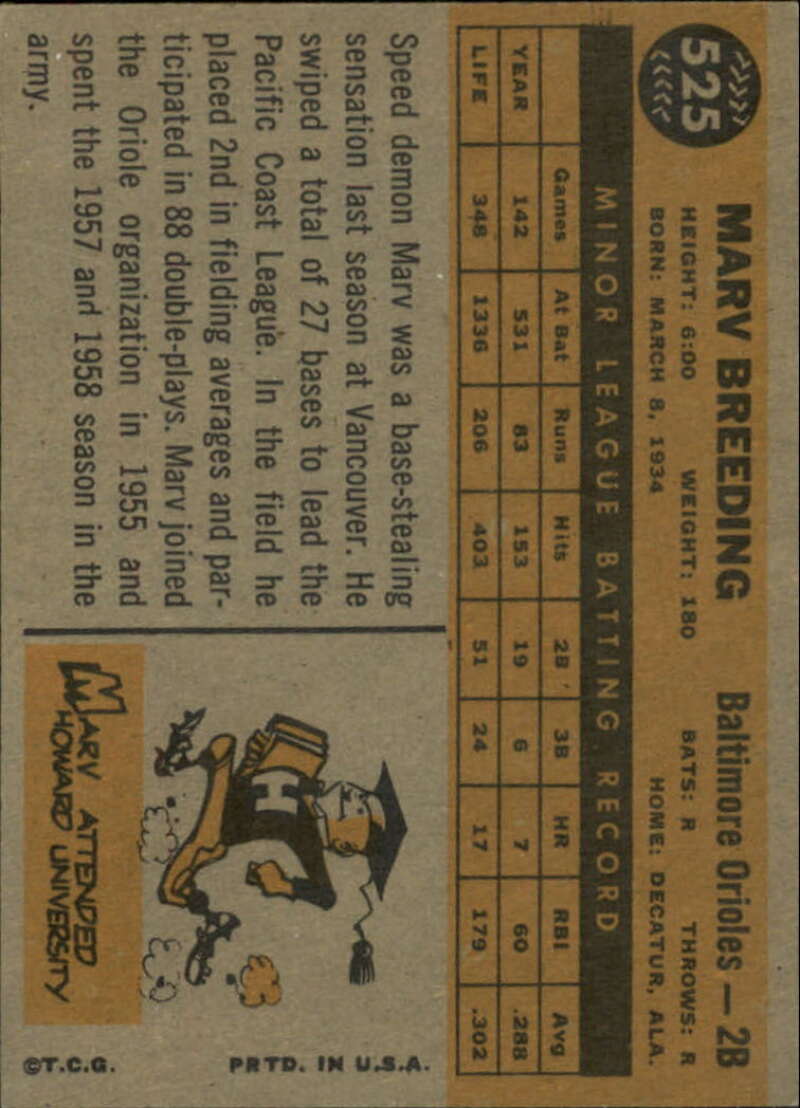 525
MARV BREEDING Baltimore Orioles — 2B
HEIGHT: 6:00 WEIGHT: 180 BATS: R THROWS: R
BORN: MARCH 8, 1934 HOME: DECATUR, ALA.
MINOR LEAGUE BATTING RECORD
Games At Bat Runs Hits 2B 3B HR RBI Avg
YEAR 142 531 83 153 19 6 7 60 .288
LIFE 348 1336 206 403 51 24 17 179 .302
Speed demon Marv was a base-stealing
sensation last season at Vancouver. He
swiped a total of 27 bases to lead the
Pacific Coast League. In the field he
placed 2nd in fielding averages and par-
ticipated in 88 double-plays. Marv joined
the Oriole organization in 1955 and
spent the 1957 and 1958 season in the
army.
H
MARV ATTENDED
HOWARD UNIVERSITY
©T.C.G. PRTD. IN U.S.A.